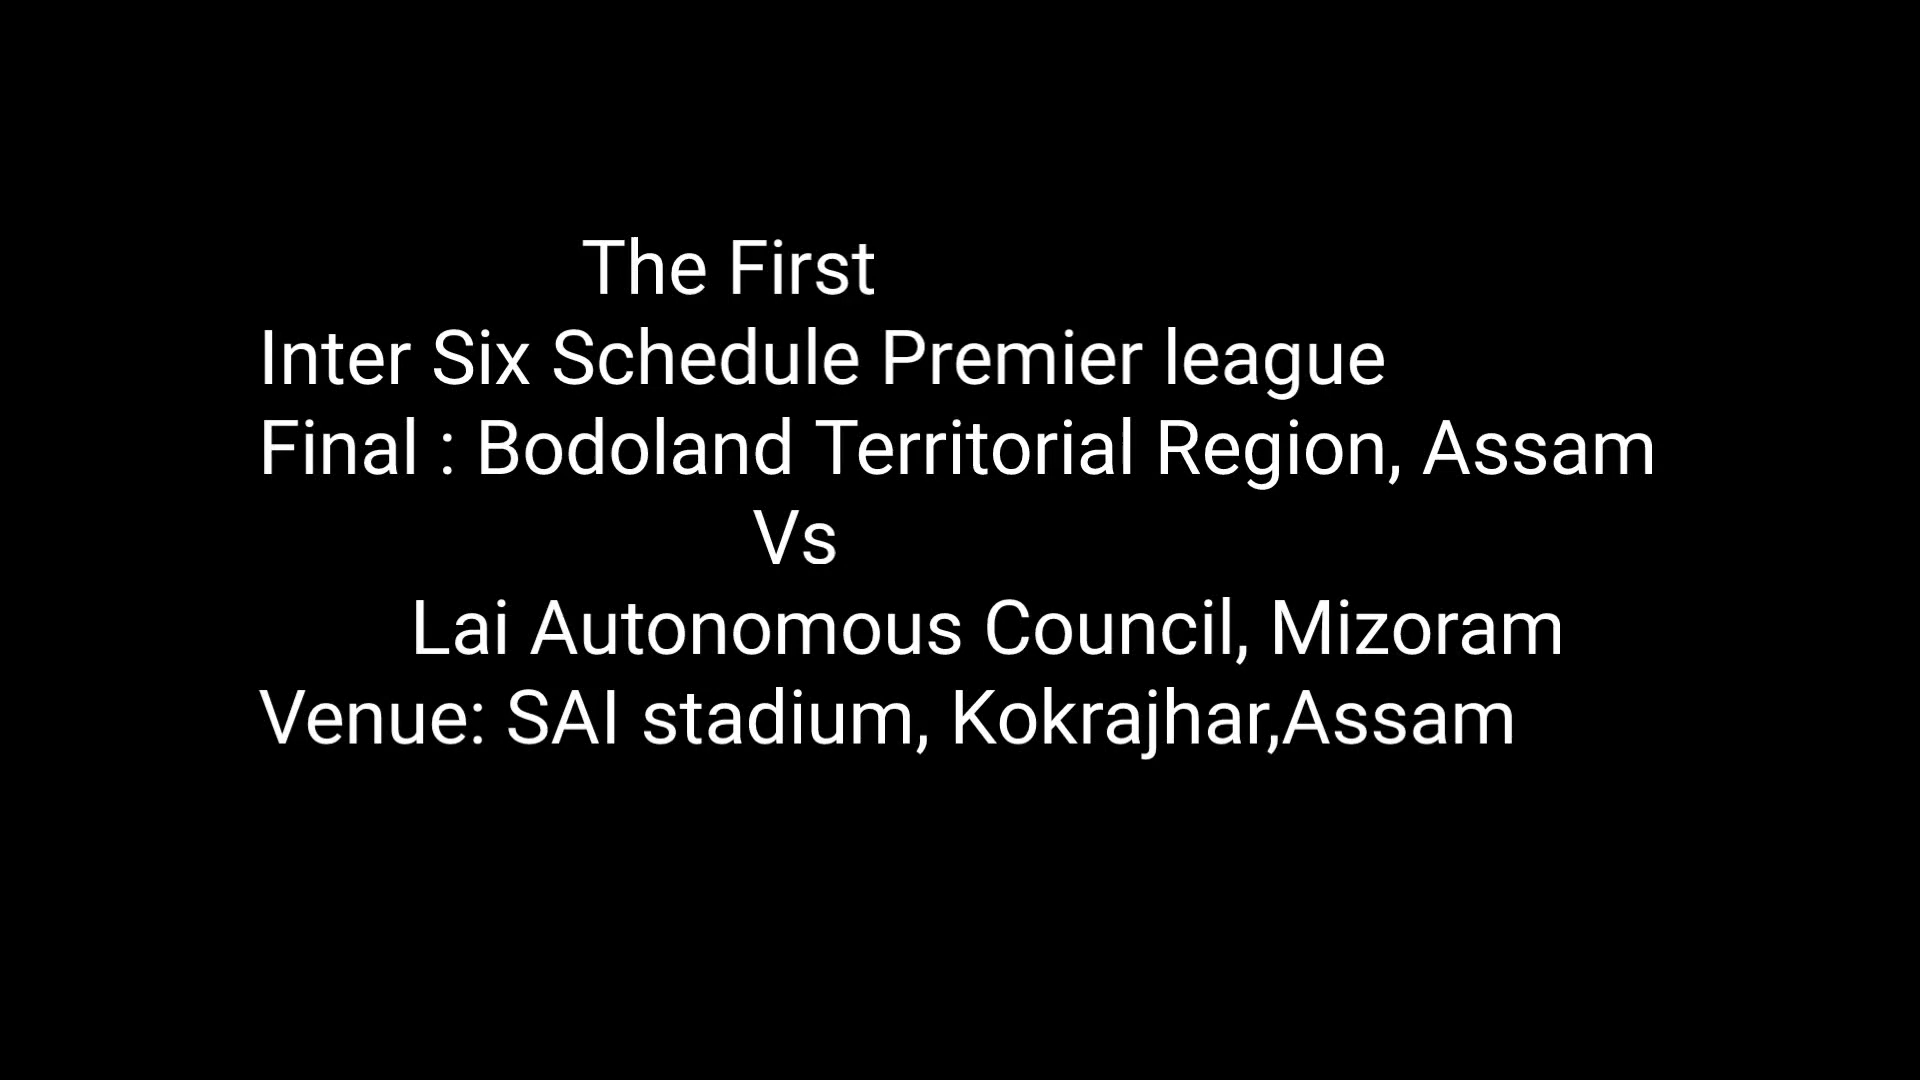 The First
Inter Six Schedule Premier league
Final : Bodoland Territorial Region, Assam
Vs
Lai Autonomous Council, Mizoram
Venue: SAI stadium, Kokrajhar,Assam